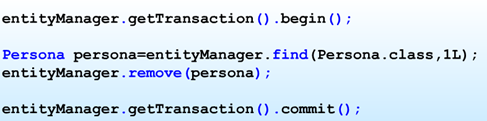 entityManager.getTransaction().begin();
Persona persona=entityManager.find(Persona.class,1L);
entityManager.remove(persona);
entityManager.getTransaction().commit();